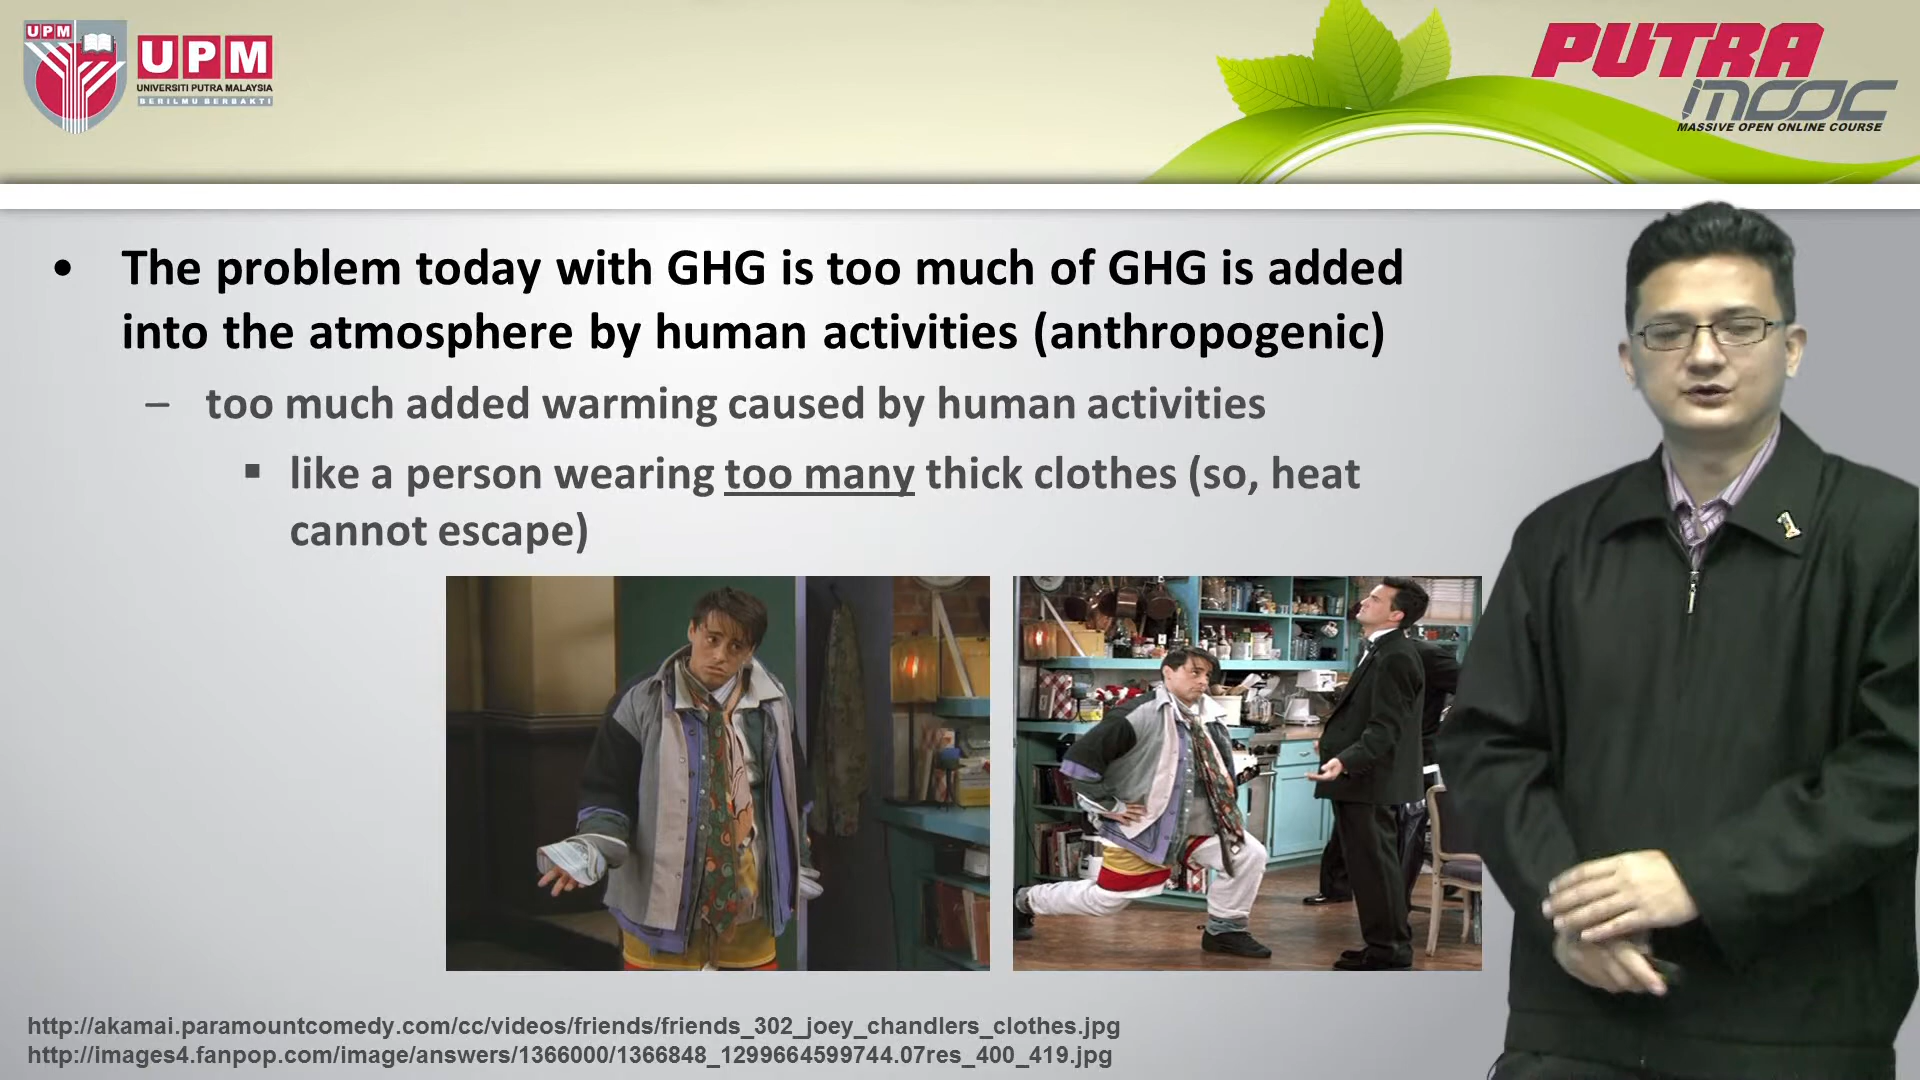 UPM
UPM
UNIVERSITI PUTRA MALAYSIA
BERILMU BERBAKTI
PUTRA
mooc
MASSIVE OPEN ONLINE COURSE
• The problem today with GHG is too much of GHG is added
into the atmosphere by human activities (anthropogenic)
– too much added warming caused by human activities
▪ like a person wearing too many thick clothes (so, heat
cannot escape)
http://akamai.paramountcomedy.com/cc/videos/friends/friends_302_joey_chandlers_clothes.jpg
http://images4.fanpop.com/image/answers/1366000/1366848_1299664599744.07res_400_419.jpg